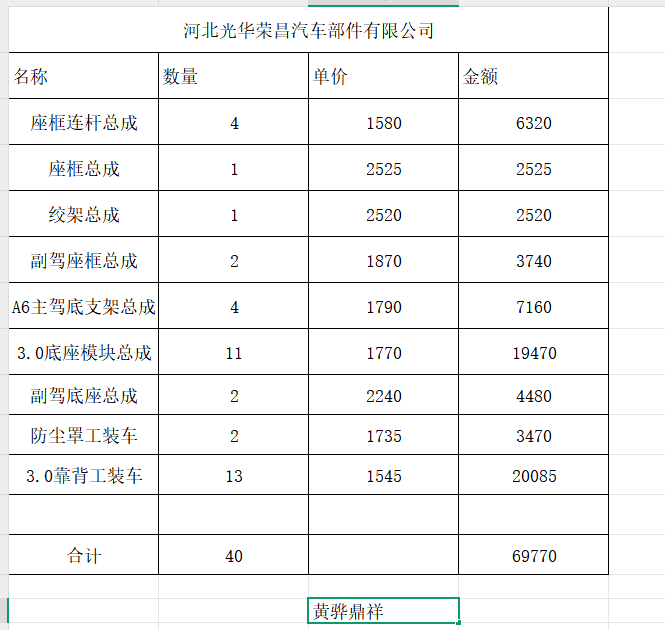 河北光华荣昌汽车部件有限公司
名称 数量 单价 金额
座框连杆总成 4 1580 6320
座框总成 1 2525 2525
绞架总成 1 2520 2520
副驾座框总成 2 1870 3740
A6主驾底支架总成 4 1790 7160
3.0底座模块总成 11 1770 19470
副驾底座总成 2 2240 4480
防尘罩工装车 2 1735 3470
3.0靠背工装车 13 1545 20085
合计 40 69770
黄骅鼎祥